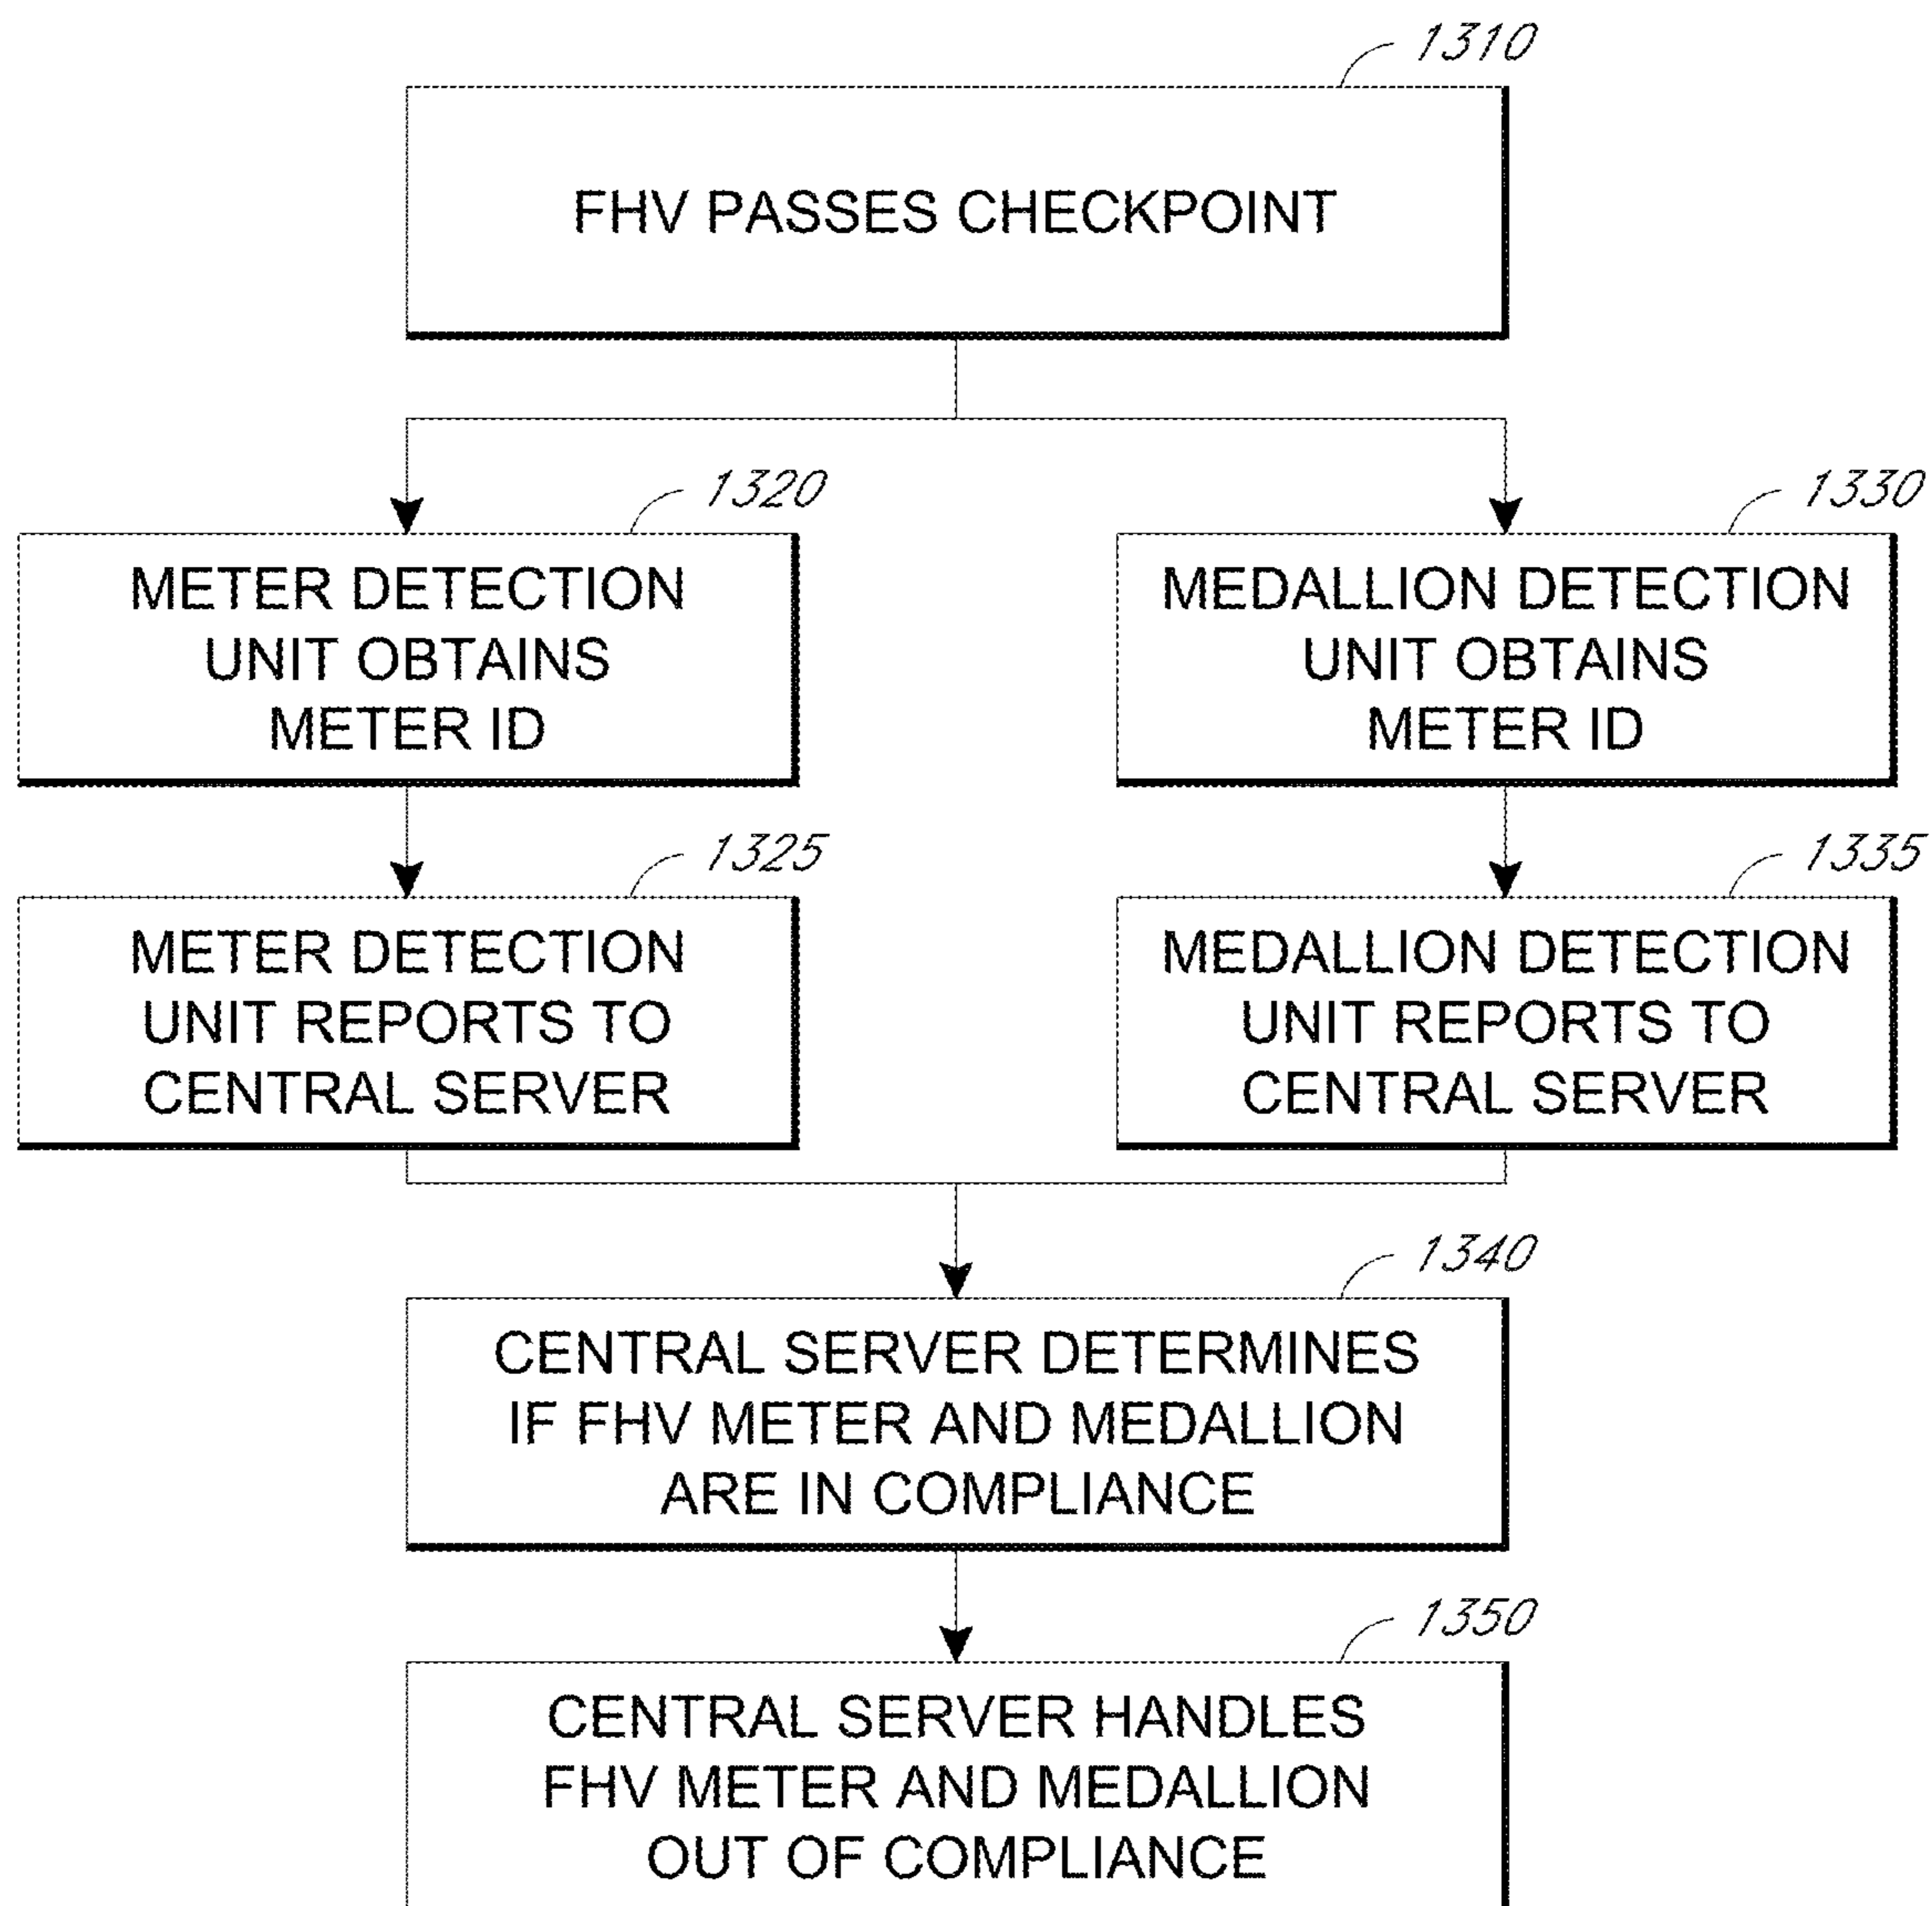 1310
FHV PASSES CHECKPOINT
1320
METER DETECTION
UNIT OBTAINS
METER ID
1330
MEDALLION DETECTION
UNIT OBTAINS
METER ID
1325
METER DETECTION
UNIT REPORTS TO
CENTRAL SERVER
1335
MEDALLION DETECTION
UNIT REPORTS TO
CENTRAL SERVER
1340
CENTRAL SERVER DETERMINES
IF FHV METER AND MEDALLION
ARE IN COMPLIANCE
1350
CENTRAL SERVER HANDLES
FHV METER AND MEDALLION
OUT OF COMPLIANCE